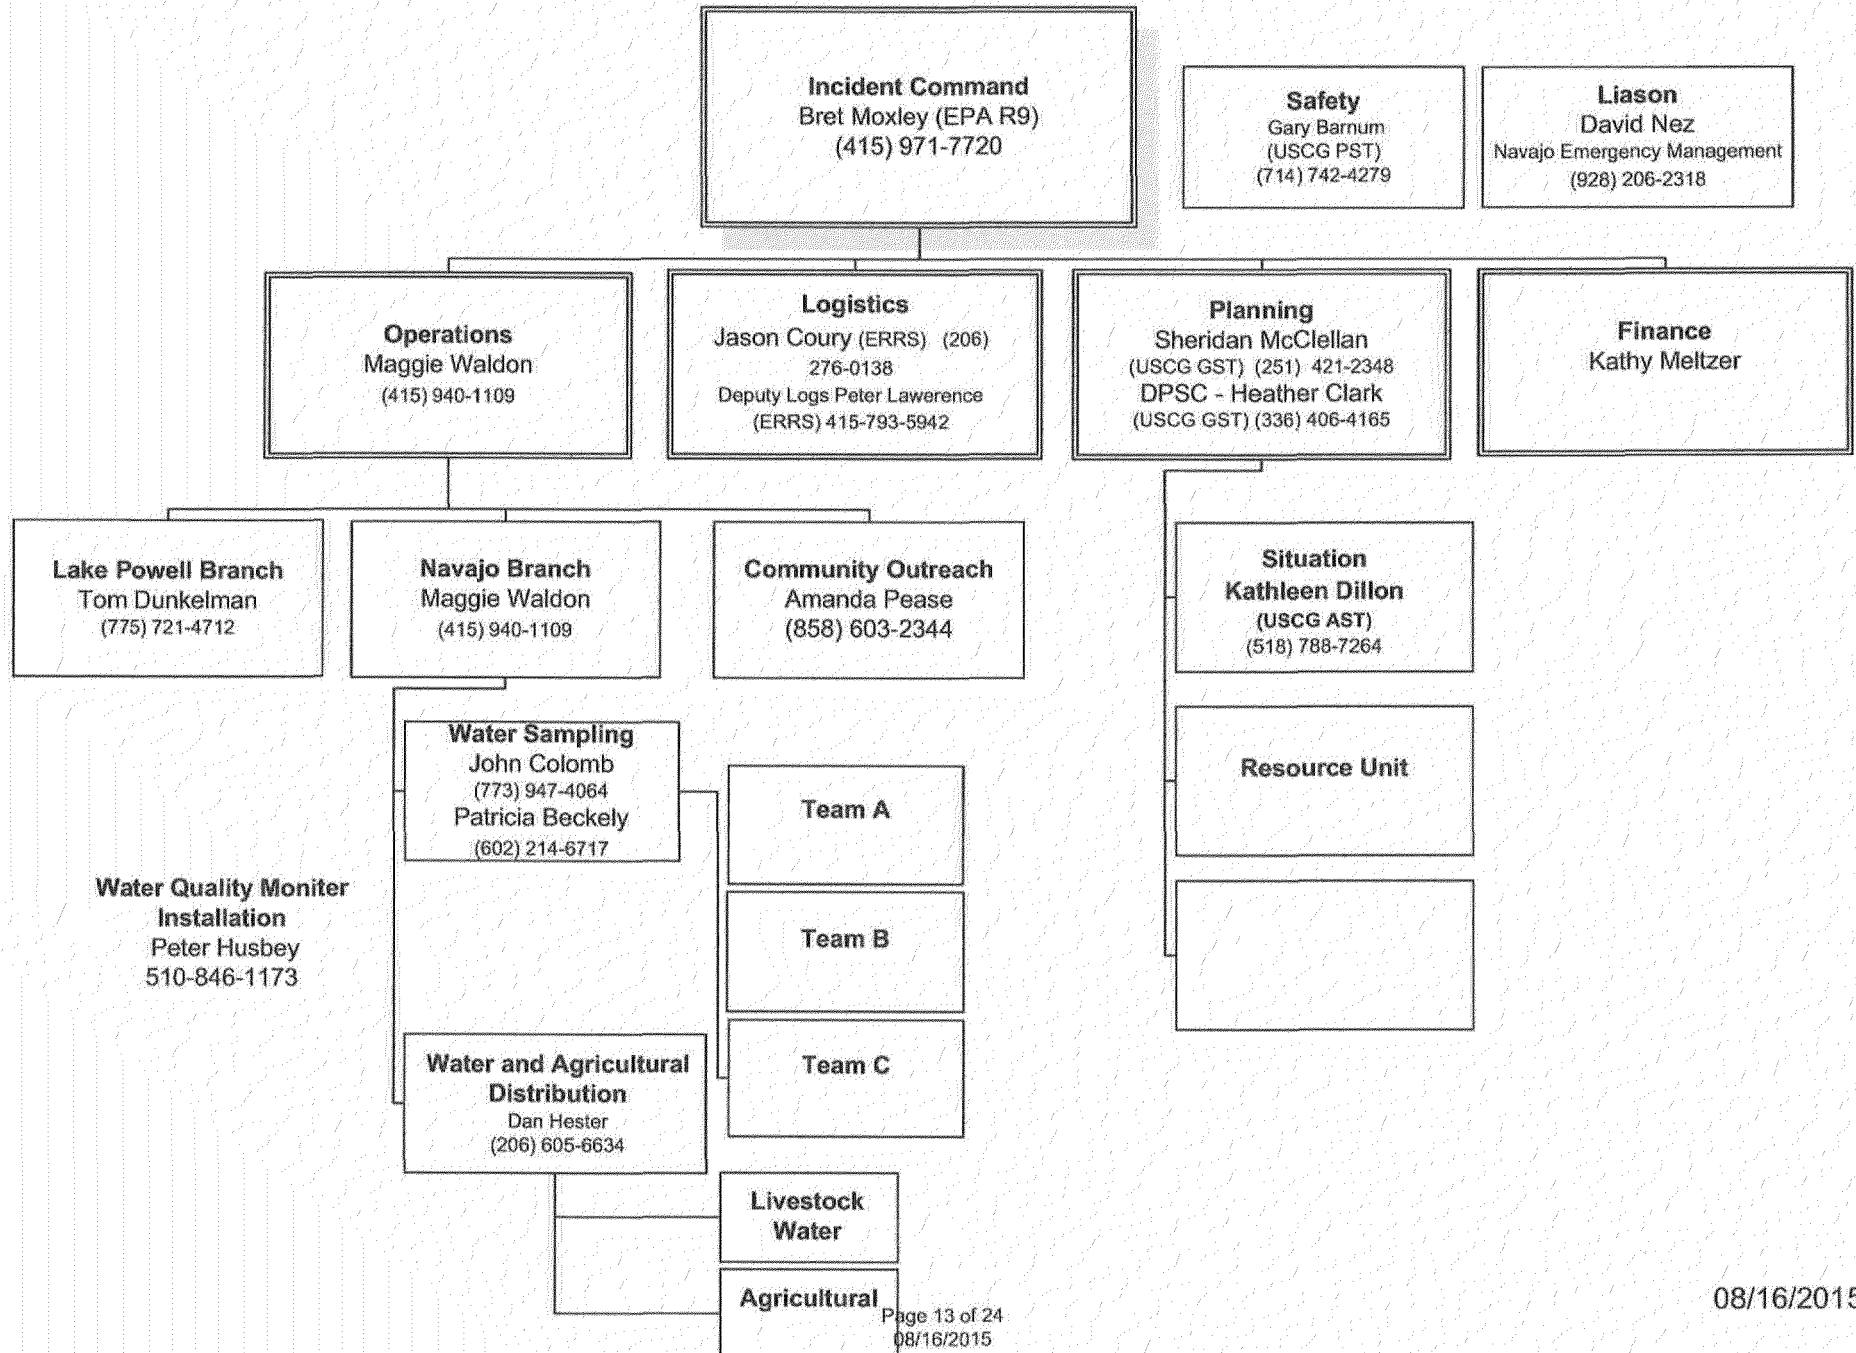 Incident Command
Bret Moxley (EPA R9)
(415) 971-7720
Safety
Gary Barnum
(USCG PST)
(714) 742-4279
Liason
David Nez
Navajo Emergency Management
(928) 206-2318
Operations
Maggie Waldon
(415) 940-1109
Logistics
Jason Coury (ERRS) (206)
276-0138
Deputy Logs Peter Lawerence
(ERRS) 415-793-5942
Planning
Sheridan McClellan
(USCG GST) (251) 421-2348
DPSC - Heather Clark
(USCG GST) (336) 406-4165
Finance
Kathy Meltzer
Lake Powell Branch
Tom Dunkelman
(775) 721-4712
Navajo Branch
Maggie Waldon
(415) 940-1109
Community Outreach
Amanda Pease
(858) 603-2344
Situation
Kathleen Dillon
(USCG AST)
(518) 788-7264
Water Sampling
John Colomb
(773) 947-4064
Patricia Beckely
(602) 214-6717
Resource Unit
Team A
Team B
Team C
Water Quality Moniter
Installation
Peter Husbey
510-846-1173
Water and Agricultural
Distribution
Dan Hester
(206) 605-6634
Livestock
Water
Agricultural
Page 13 of 24
08/16/2015
08/16/2015